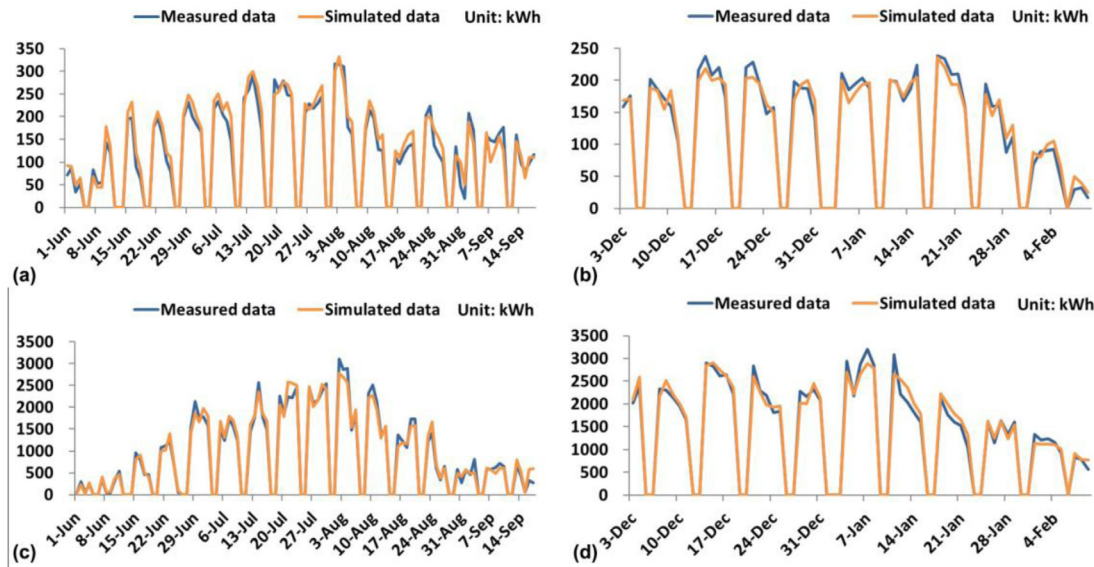 Measured data Simulated data Unit: kWh
350
300
250
200
150
100
50
0
1-Jun 8-Jun 15-Jun 22-Jun 29-Jun 6-Jul 13-Jul 20-Jul 27-Jul 3-Aug 10-Aug 17-Aug 24-Aug 31-Aug 7-Sep 14-Sep
(a)
Measured data Simulated data Unit: kWh
250
200
150
100
50
0
3-Dec 10-Dec 17-Dec 24-Dec 31-Dec 7-Jan 14-Jan 21-Jan 28-Jan 4-Feb
(b)
Measured data Simulated data Unit: kWh
3500
3000
2500
2000
1500
1000
500
0
1-Jun 8-Jun 15-Jun 22-Jun 29-Jun 6-Jul 13-Jul 20-Jul 27-Jul 3-Aug 10-Aug 17-Aug 24-Aug 31-Aug 7-Sep 14-Sep
(c)
Measured data Simulated data Unit: kWh
3500
3000
2500
2000
1500
1000
500
0
3-Dec 10-Dec 17-Dec 24-Dec 31-Dec 7-Jan 14-Jan 21-Jan 28-Jan 4-Feb
(d)